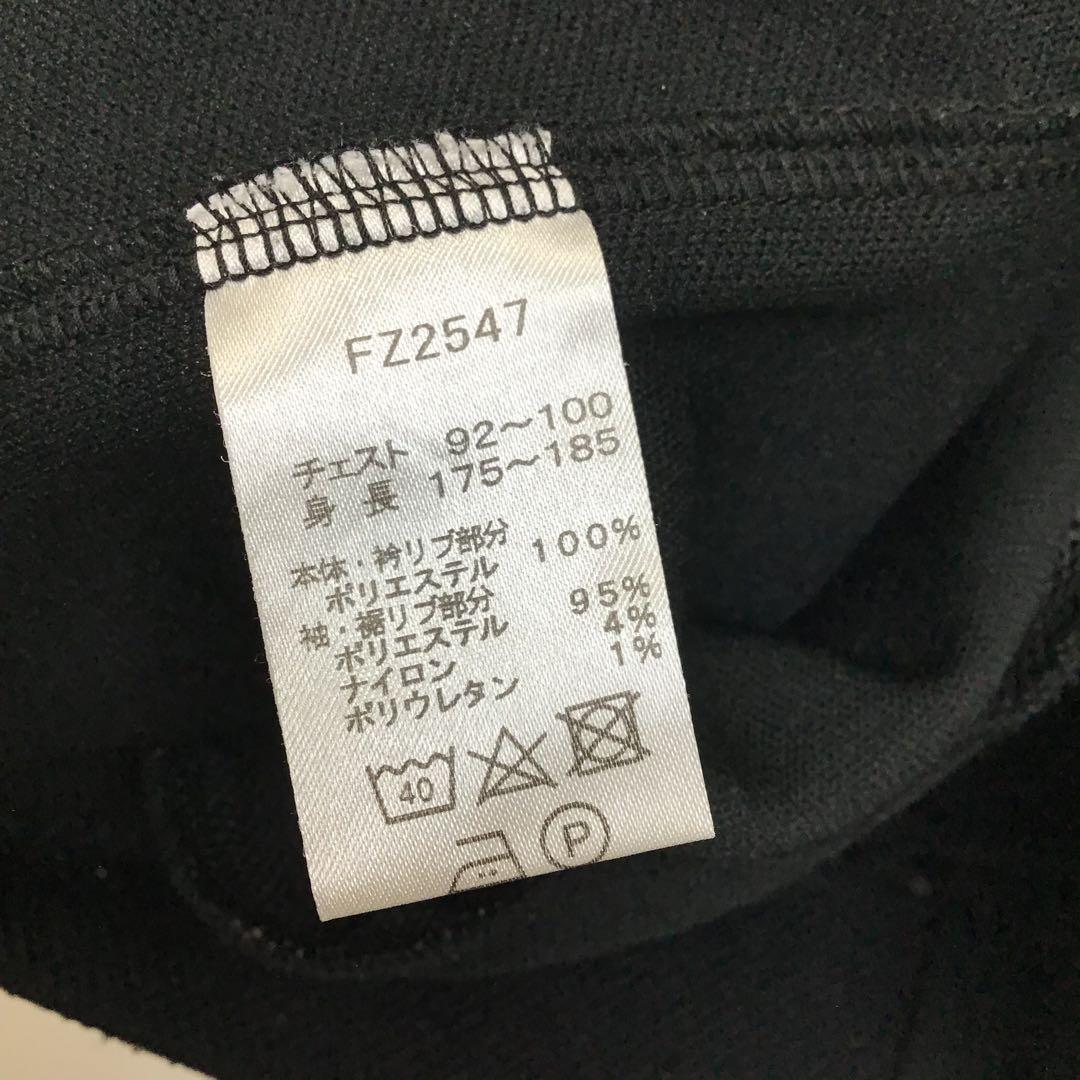 FZ2547
チェスト 92～100
身長 175～185
本体・衿リブ部分
ポリエステル 100%
袖・裾リブ部分
ポリエステル 95%
ナイロン 4%
ポリウレタン 1%
40
P